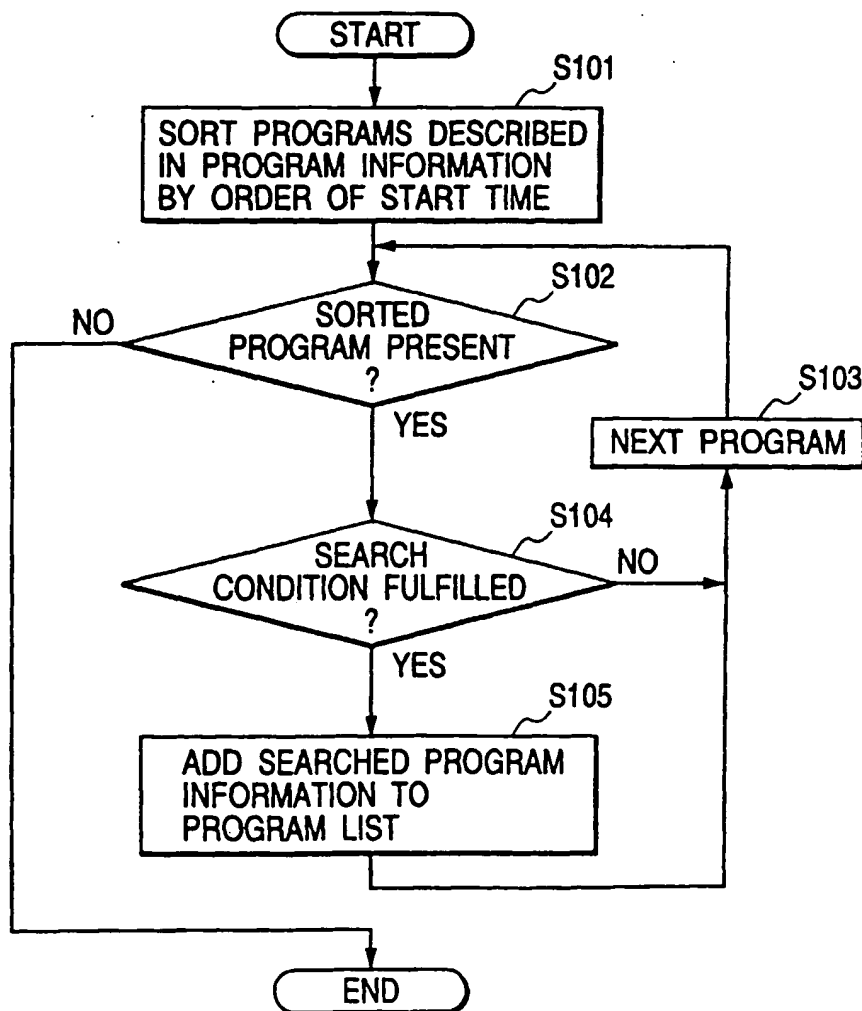 START
S101
SORT PROGRAMS DESCRIBED
IN PROGRAM INFORMATION
BY ORDER OF START TIME
S102
NO
SORTED
PROGRAM PRESENT
?
YES
S103
NEXT PROGRAM
S104
SEARCH
CONDITION FULFILLED
?
NO
YES
S105
ADD SEARCHED PROGRAM
INFORMATION TO
PROGRAM LIST
END